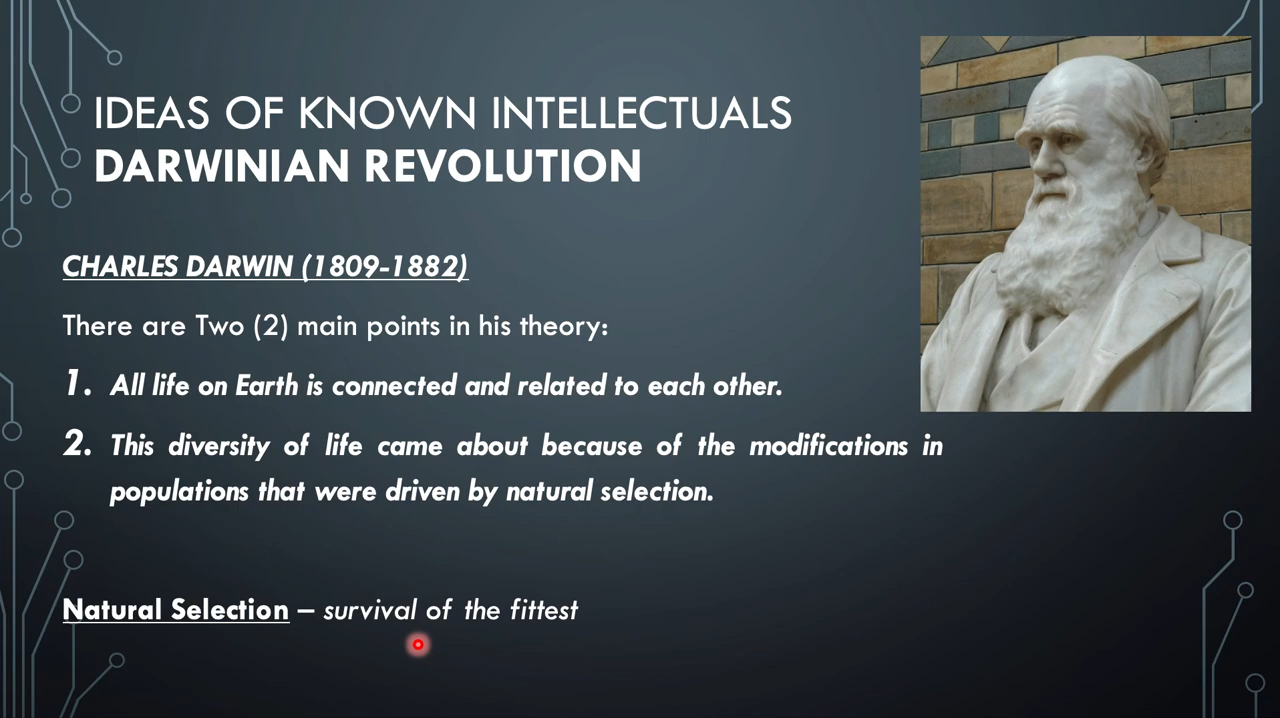 IDEAS OF KNOWN INTELLECTUALS
DARWINIAN REVOLUTION
CHARLES DARWIN (1809-1882)
There are Two (2) main points in his theory:
1. All life on Earth is connected and related to each other.
2. This diversity of life came about because of the modifications in
populations that were driven by natural selection.
Natural Selection – survival of the fittest